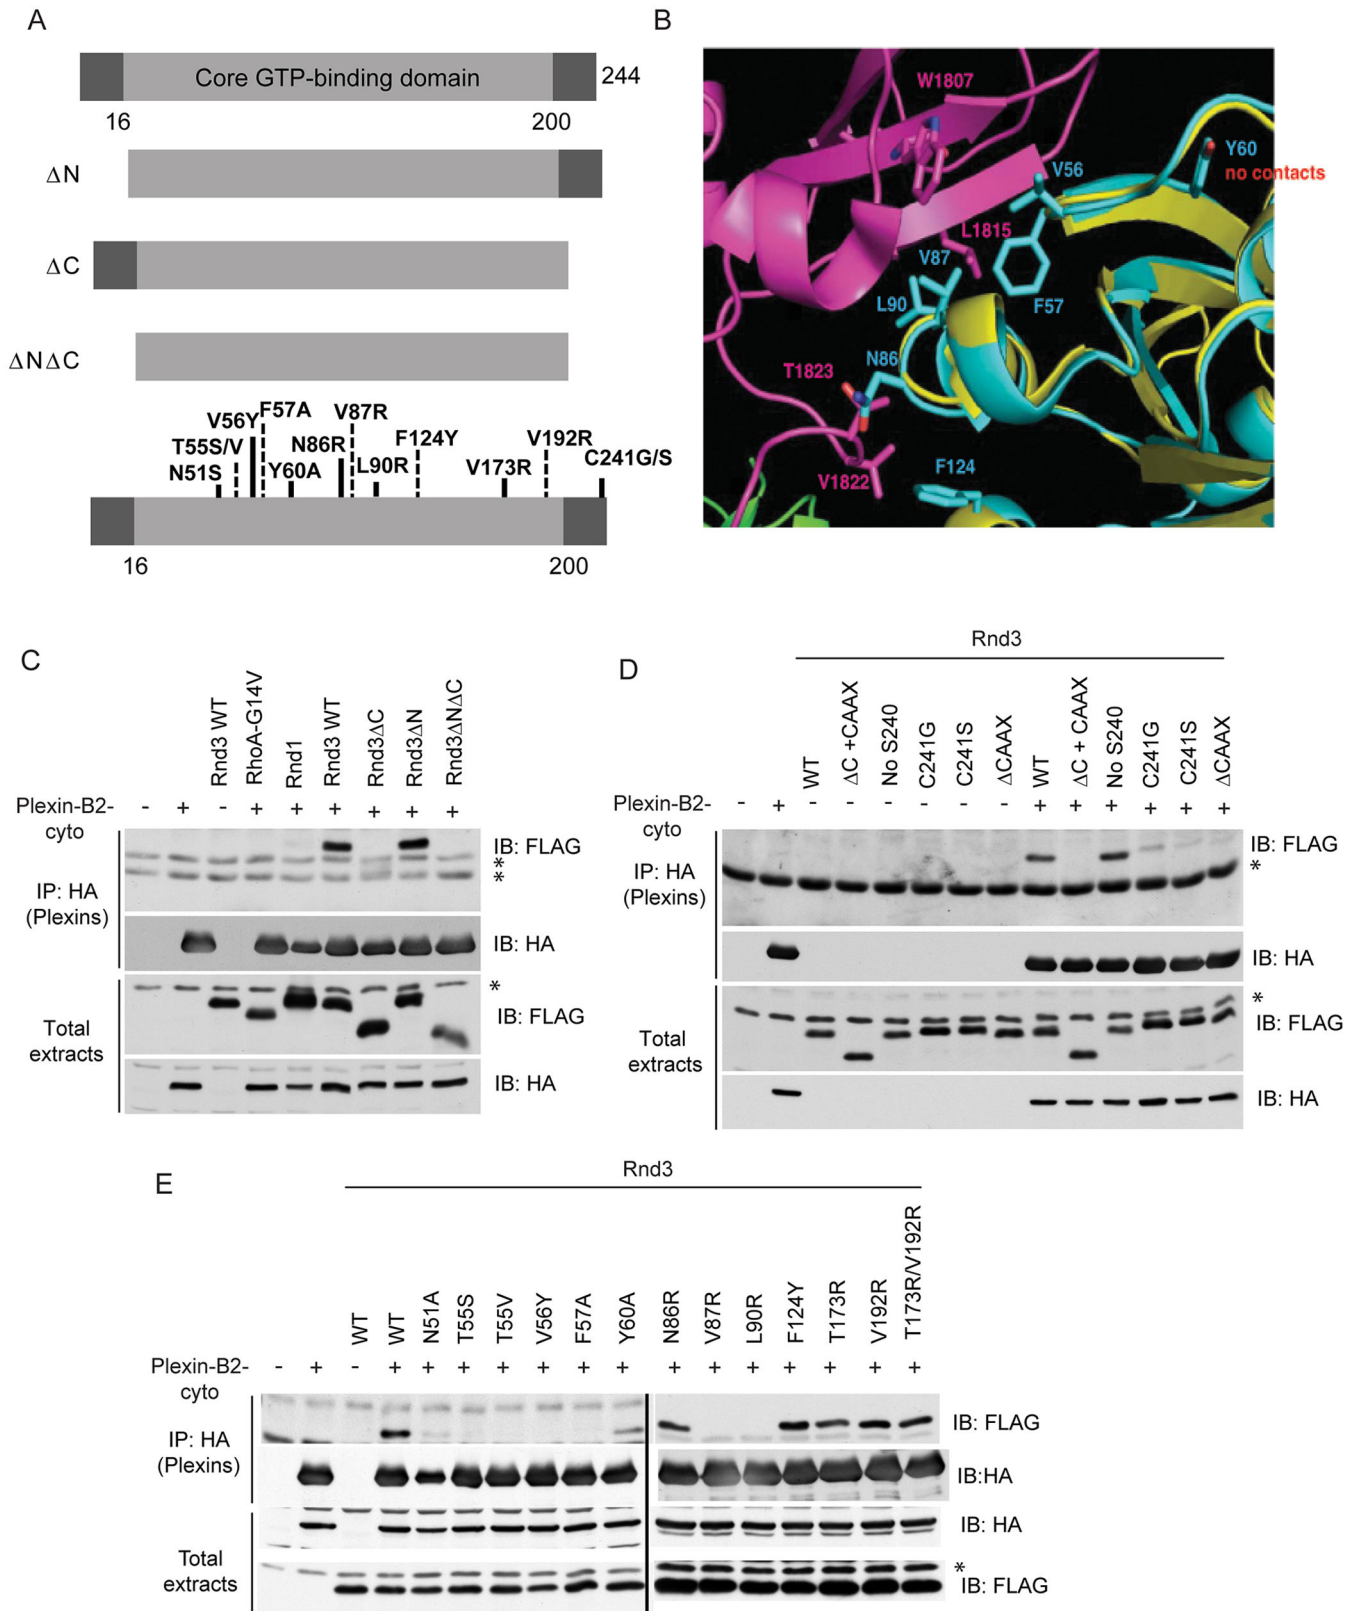 A
Core GTP-binding domain
244
16
200
ΔN
ΔC
ΔNΔC
V56Y
F57A
V87R
T55S/V
N86R
F124Y
V192R
N51S
Y60A
L90R
V173R
C241G/S
16
200
B
W1807
Y60
V56
no contacts
L1815
V87
L90
F57
N86
T1823
F124
V1822
C
Rnd3 WT
RhoA-G14V
Rnd1
Rnd3 WT
Rnd3ΔC
Rnd3ΔN
Rnd3ΔNΔC
Plexin-B2-cyto
- + - + + + + + +
IP: HA (Plexins)
IB: FLAG
*
*
IB: HA
Total extracts
*
IB: FLAG
IB: HA
D
Rnd3
WT
ΔC +CAAX
No S240
C241G
C241S
ΔCAAX
WT
ΔC + CAAX
No S240
C241G
C241S
ΔCAAX
Plexin-B2-cyto
- + - - - - - - + + + + + +
IP: HA (Plexins)
IB: FLAG
*
IB: HA
Total extracts
*
IB: FLAG
IB: HA
E
Rnd3
WT
WT
N51A
T55S
T55V
V56Y
F57A
Y60A
N86R
V87R
L90R
F124Y
T173R
V192R
T173R/V192R
Plexin-B2-cyto
- + - + + + + + + + + + + + + + +
IP: HA (Plexins)
IB: FLAG
IB:HA
Total extracts
IB: HA
*
IB: FLAG